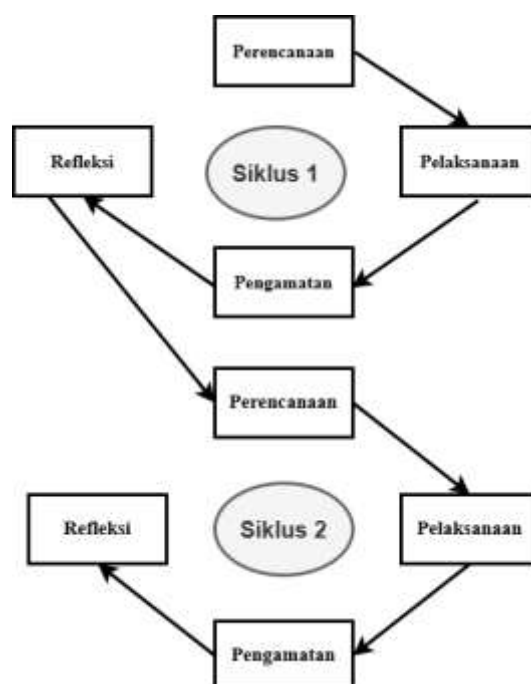 Perencanaan
Refleksi
Siklus 1
Pelaksanaan
Pengamatan
Perencanaan
Refleksi
Siklus 2
Pelaksanaan
Pengamatan